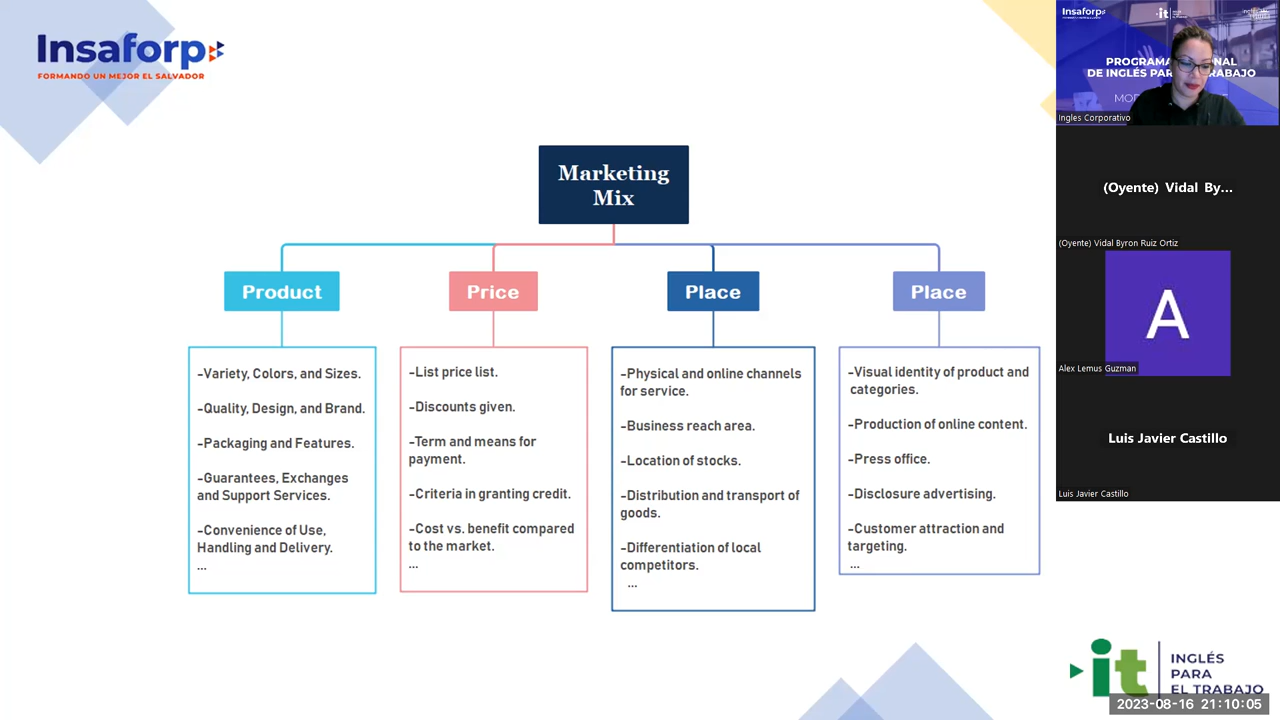 Insaforp
FORMANDO UN MEJOR EL SALVADOR
Marketing
Mix
Product
-Variety, Colors, and Sizes.
-Quality, Design, and Brand.
-Packaging and Features.
-Guarantees, Exchanges
and Support Services.
-Convenience of Use,
Handling and Delivery.
...
Price
-List price list.
-Discounts given.
-Term and means for
payment.
-Criteria in granting credit.
-Cost vs. benefit compared
to the market.
...
Place
-Physical and online channels
for service.
-Business reach area.
-Location of stocks.
-Distribution and transport of
goods.
-Differentiation of local
competitors.
...
Place
-Visual identity of product and
categories.
-Production of online content.
-Press office.
-Disclosure advertising.
-Customer attraction and
targeting.
...
Insaforp
it
PROGRAMA
NAL
DE INGLÉS PA
AJO
Ingles Corporativo
(Oyente) Vidal By...
(Oyente) Vidal Byron Ruiz Ortiz
A
Alex Lemus Guzman
Luis Javier Castillo
Luis Javier Castillo
it
INGLÉS
PARA
EL TRABAJO
2023-08-16 21:10:05